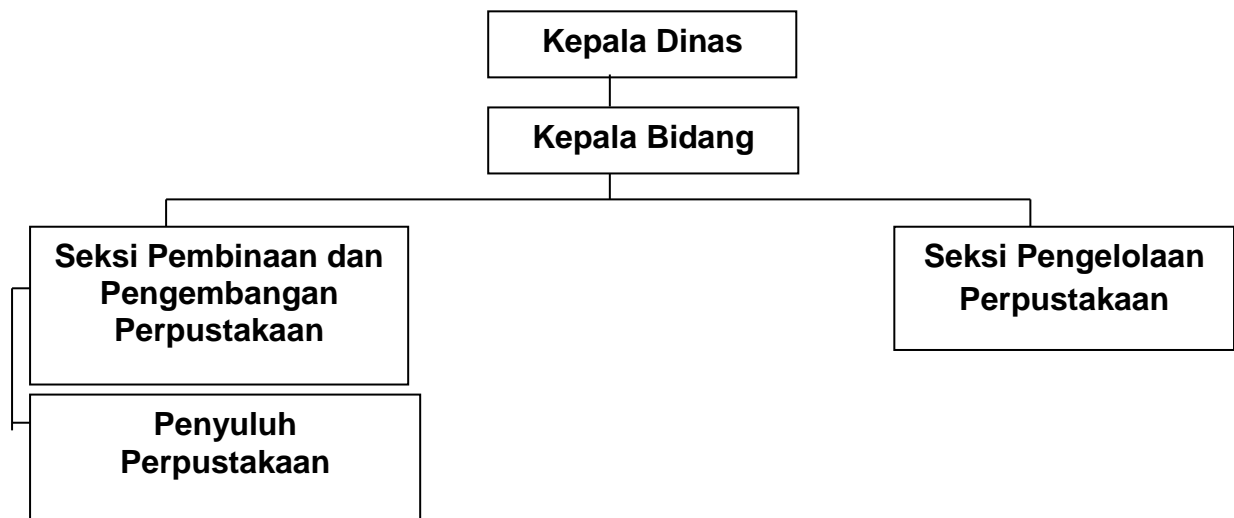 Kepala Dinas
Kepala Bidang
Seksi Pembinaan dan
Pengembangan
Perpustakaan
Seksi Pengelolaan
Perpustakaan
Penyuluh
Perpustakaan